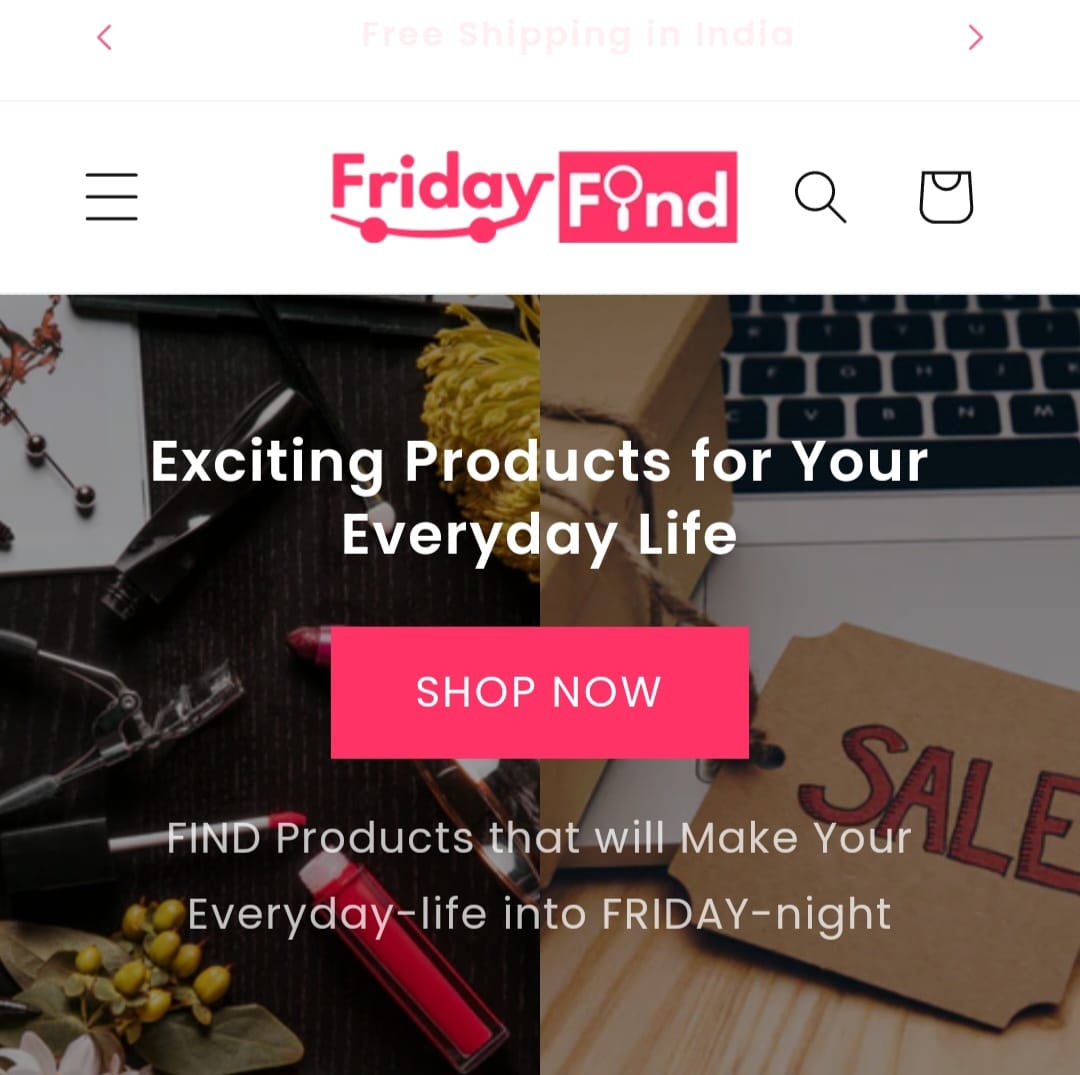 Free Shipping in India
Friday Find
Exciting Products for Your
Everyday Life
SHOP NOW
SALE
FIND Products that will Make Your
Everyday-life into FRIDAY-night